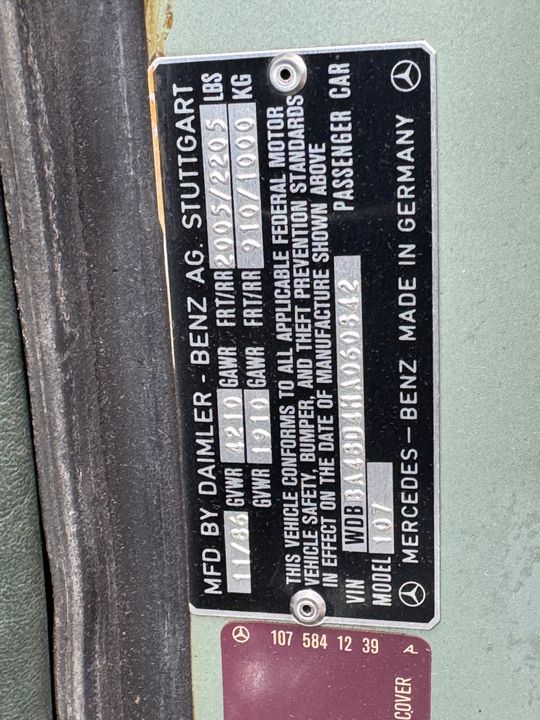 MFD BY DAIMLER - BENZ AG. STUTTGART
11/86 GVWR 4210 GAWR FRT/RR 2005/2205 LBS
GVWR 1910 GAWR FRT/RR 910/1000 KG
THIS VEHICLE CONFORMS TO ALL APPLICABLE FEDERAL MOTOR
VEHICLE SAFETY, BUMPER, AND THEFT PREVENTION STANDARDS
IN EFFECT ON THE DATE OF MANUFACTURE SHOWN ABOVE
VIN WDBBA48D4HA060342 PASSENGER CAR
MODEL 107
MERCEDES - BENZ MADE IN GERMANY
107 584 12 39 A
COVER